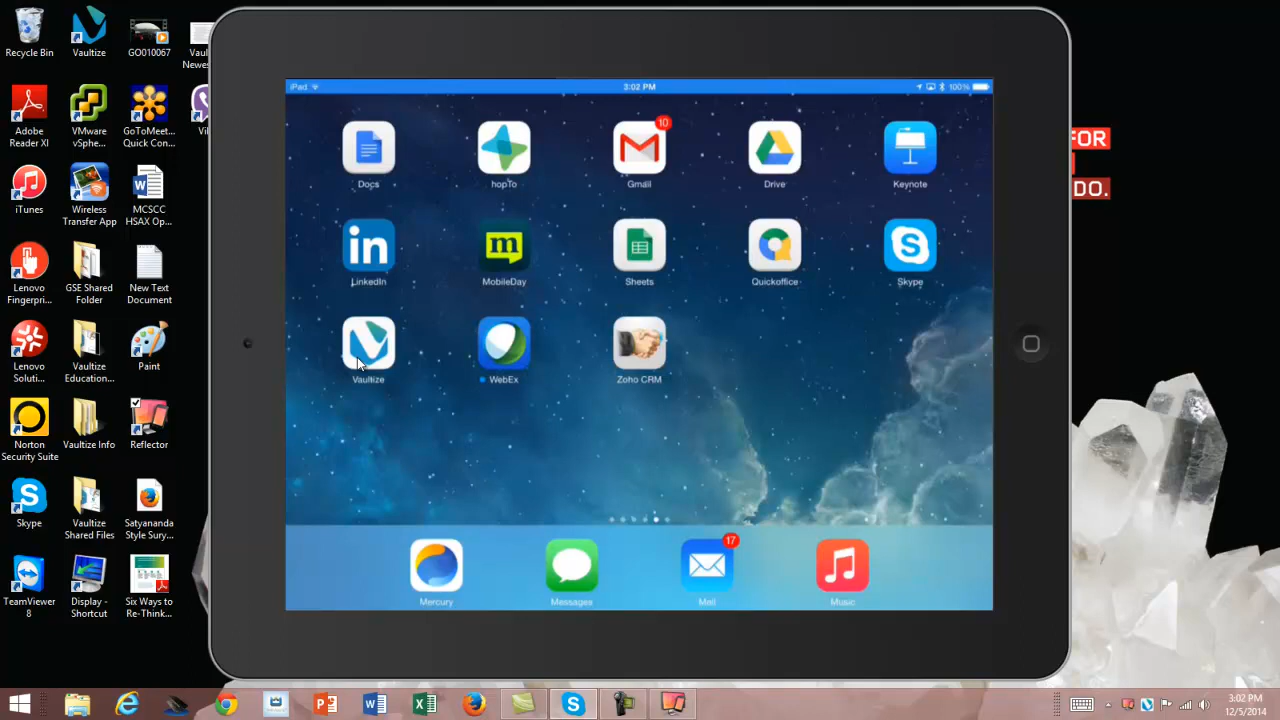 Recycle Bin
Vaultize
GO010067
Adobe
Reader XI
VMware
vSphe...
GoToMeet...
Quick Con...
iTunes
Wireless
Transfer App
MCSCC
HSAX Op...
Lenovo
Fingerprin...
GSE Shared
Folder
New Text
Document
Lenovo
Soluti...
Vaultize
Education...
Paint
Norton
Security Suite
Vaultize Info
Reflector
Skype
Vaultize
Shared Files
Satyananda
Style Sury...
TeamViewer
8
Display -
Shortcut
Six Ways to
Re-Think...
iPad
3:02 PM
100%
10
Docs
hopTo
Gmail
Drive
Keynote
in
m
LinkedIn
MobileDay
Sheets
Quickoffice
Skype
Vaultize
WebEx
Zoho CRM
17
Mercury
Messages
Mail
Music
FOR
DO.
3:02 PM
12/5/2014